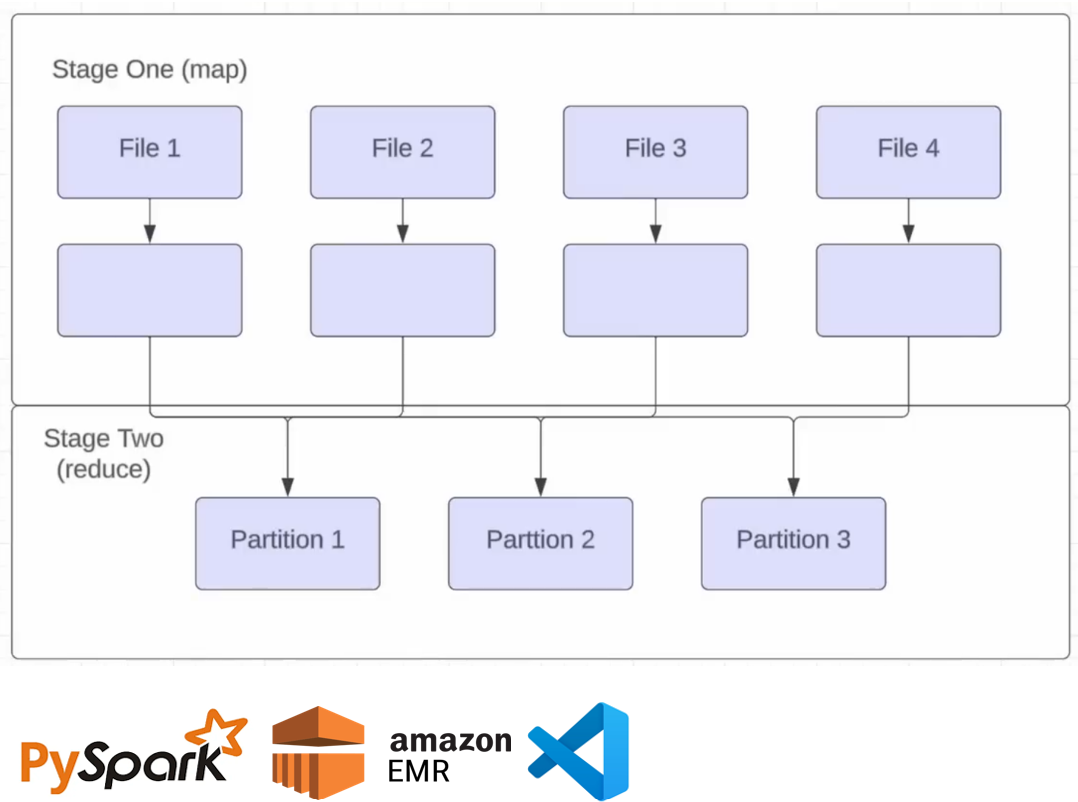 Stage One (map)
File 1
File 2
File 3
File 4
Stage Two
(reduce)
Partition 1
Parttion 2
Partition 3
PySpark
amazon
EMR